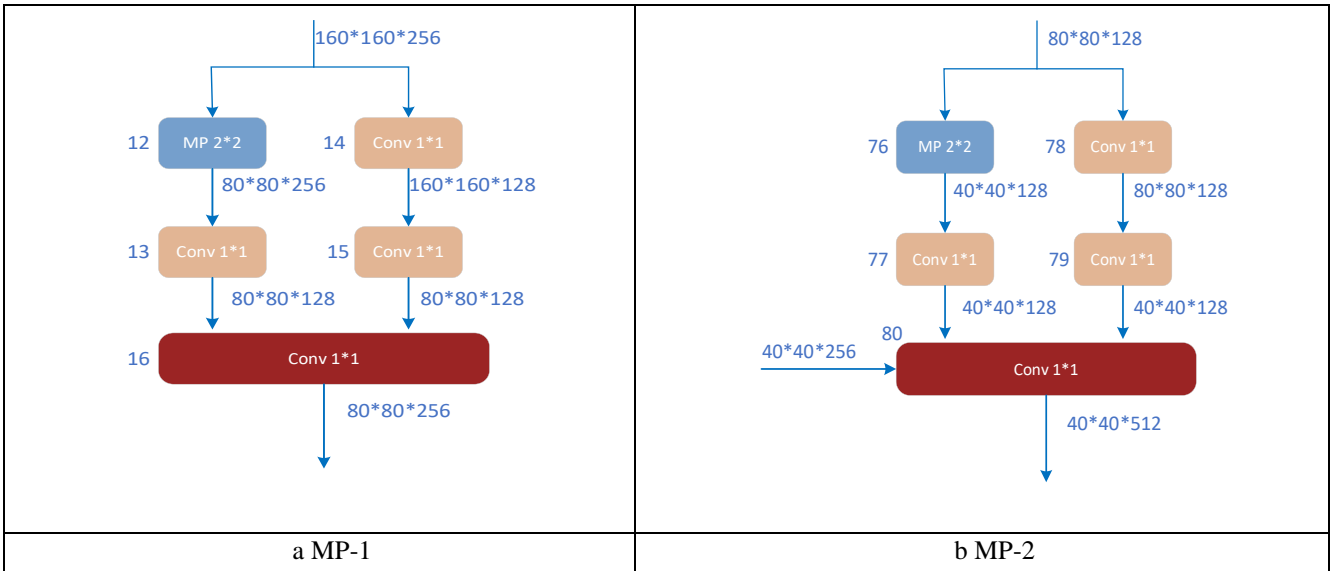 160*160*256
12
MP 2*2
14
Conv 1*1
80*80*256
160*160*128
13
Conv 1*1
15
Conv 1*1
80*80*128
80*80*128
16
Conv 1*1
80*80*256
a MP-1
80*80*128
76
MP 2*2
78
Conv 1*1
40*40*128
80*80*128
77
Conv 1*1
79
Conv 1*1
40*40*128
40*40*128
80
40*40*256
Conv 1*1
40*40*512
b MP-2